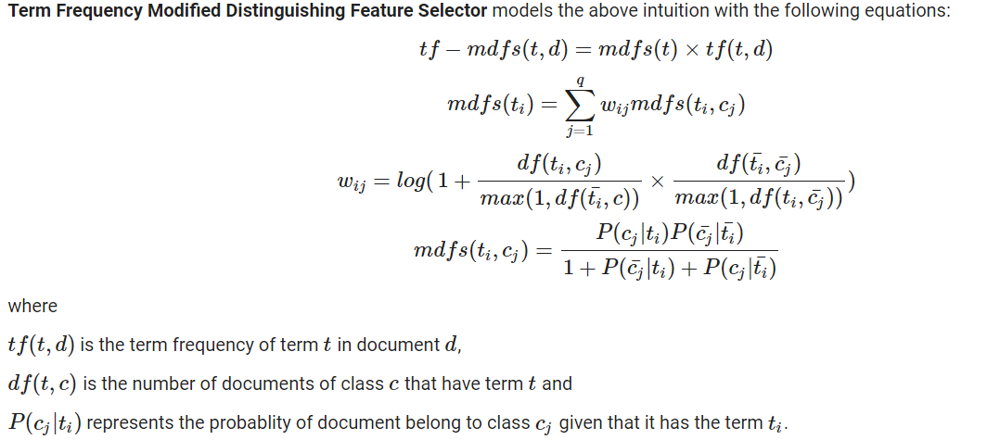 Term Frequency Modified Distinguishing Feature Selector models the above intuition with the following equations:
$tf - mdfs(t, d) = mdfs(t) \times tf(t, d)$
$mdfs(t_i) = \sum_{j=1}^{q} w_{ij} mdfs(t_i, c_j)$
$w_{ij} = log( 1 + \frac{df(t_i, c_j)}{max(1, df(\bar{t_i}, c))} \times \frac{df(\bar{t_i}, \bar{c_j})}{max(1, df(t_i, \bar{c_j}))} )$
$mdfs(t_i, c_j) = \frac{P(c_j|t_i)P(\bar{c_j}|\bar{t_i})}{1 + P(\bar{c_j}|t_i) + P(c_j|\bar{t_i})}$
where
$tf(t, d)$ is the term frequency of term $t$ in document $d$,
$df(t, c)$ is the number of documents of class $c$ that have term $t$ and
$P(c_j|t_i)$ represents the probablity of document belong to class $c_j$ given that it has the term $t_i$.